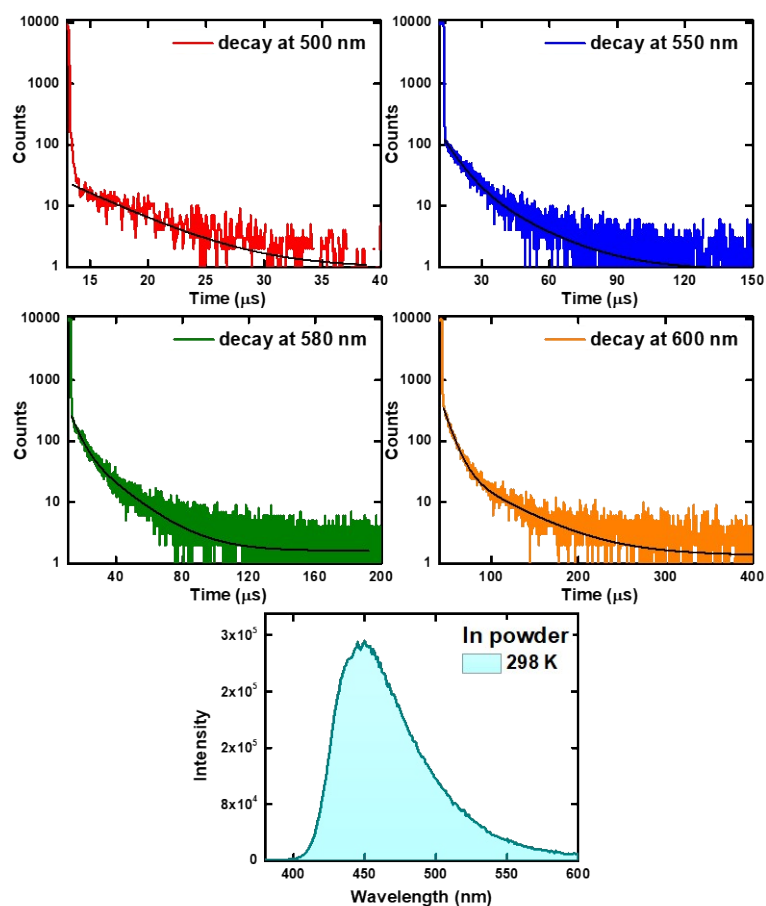 decay at 500 nm
Counts
10000
1000
100
10
1
15 20 25 30 35 40
Time (μs)
decay at 550 nm
Counts
10000
1000
100
10
1
30 60 90 120 150
Time (μs)
decay at 580 nm
Counts
10000
1000
100
10
1
40 80 120 160 200
Time (μs)
decay at 600 nm
Counts
10000
1000
100
10
1
100 200 300 400
Time (μs)
In powder
298 K
Intensity
3x10⁵
2x10⁵
2x10⁵
8x10⁴
0
400 450 500 550 600
Wavelength (nm)